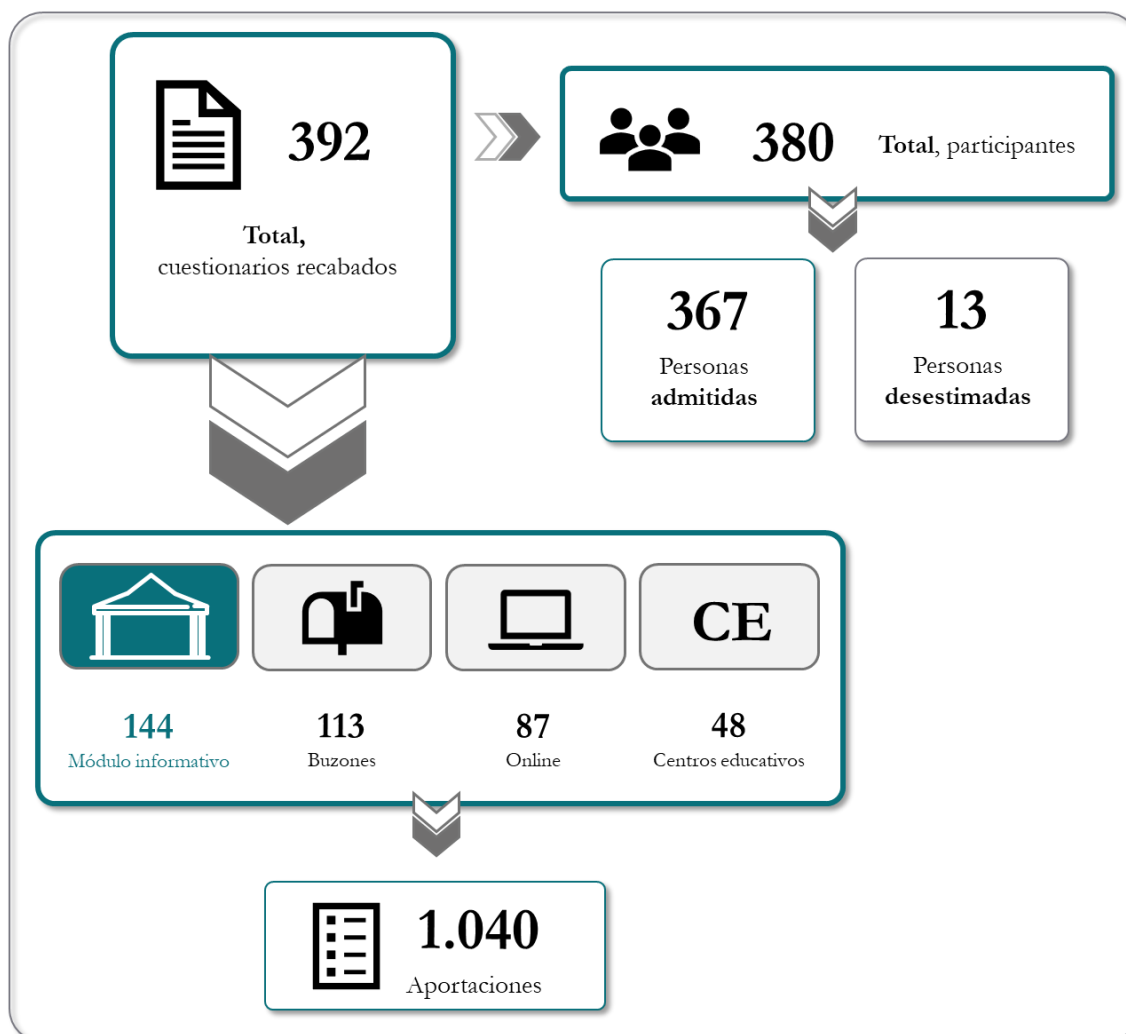 392
Total,
cuestionarios recabados
380
Total, participantes
367
Personas
admitidas
13
Personas
desestimadas
CE
144
Módulo informativo
113
Buzones
87
Online
48
Centros educativos
1.040
Aportaciones